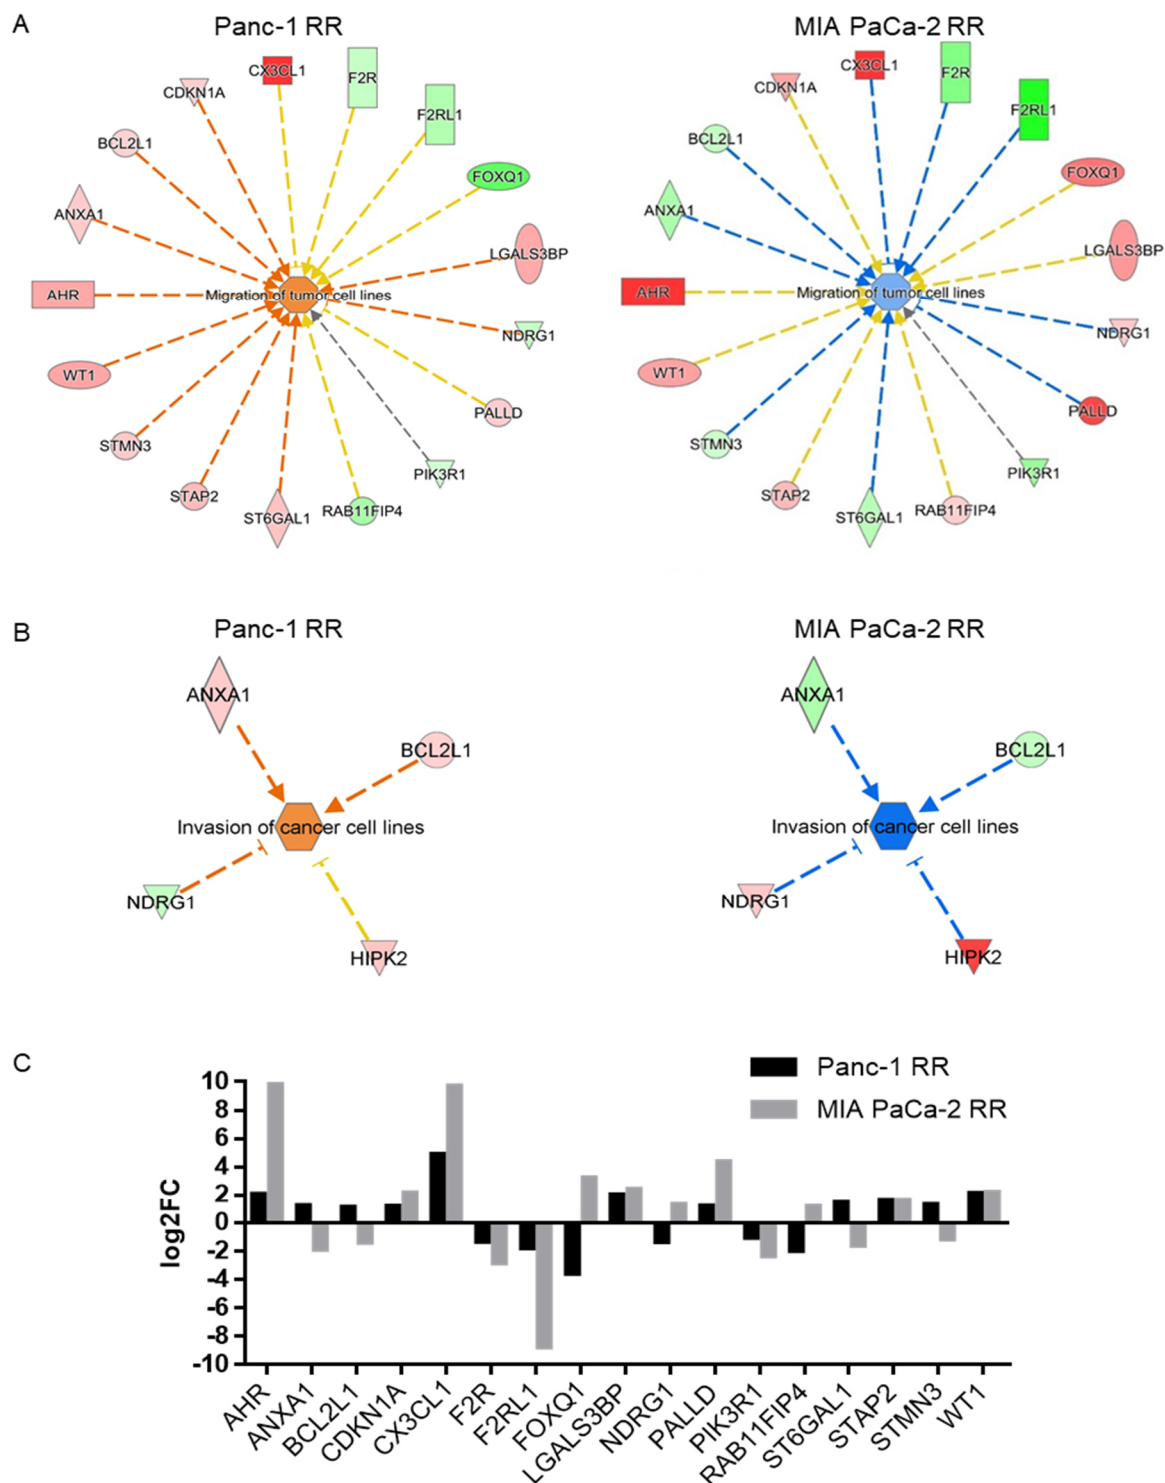 A
Panc-1 RR
MIA PaCa-2 RR
CX3CL1
F2R
CDKN1A
F2RL1
BCL2L1
FOXQ1
ANXA1
LGALS3BP
AHR
Migration of tumor cell lines
NDRG1
WT1
PALLD
STMN3
PIK3R1
STAP2
ST6GAL1
RAB11FIP4
CX3CL1
F2R
CDKN1A
F2RL1
BCL2L1
FOXQ1
ANXA1
LGALS3BP
AHR
Migration of tumor cell lines
NDRG1
WT1
PALLD
STMN3
PIK3R1
STAP2
ST6GAL1
RAB11FIP4
B
Panc-1 RR
MIA PaCa-2 RR
ANXA1
BCL2L1
Invasion of cancer cell lines
NDRG1
HIPK2
ANXA1
BCL2L1
Invasion of cancer cell lines
NDRG1
HIPK2
C
Panc-1 RR
MIA PaCa-2 RR
log2FC
10
8
6
4
2
0
-2
-4
-6
-8
-10
AHR
ANXA1
BCL2L1
CDKN1A
CX3CL1
F2R
F2RL1
FOXQ1
LGALS3BP
NDRG1
PALLD
PIK3R1
RAB11FIP4
ST6GAL1
STAP2
STMN3
WT1